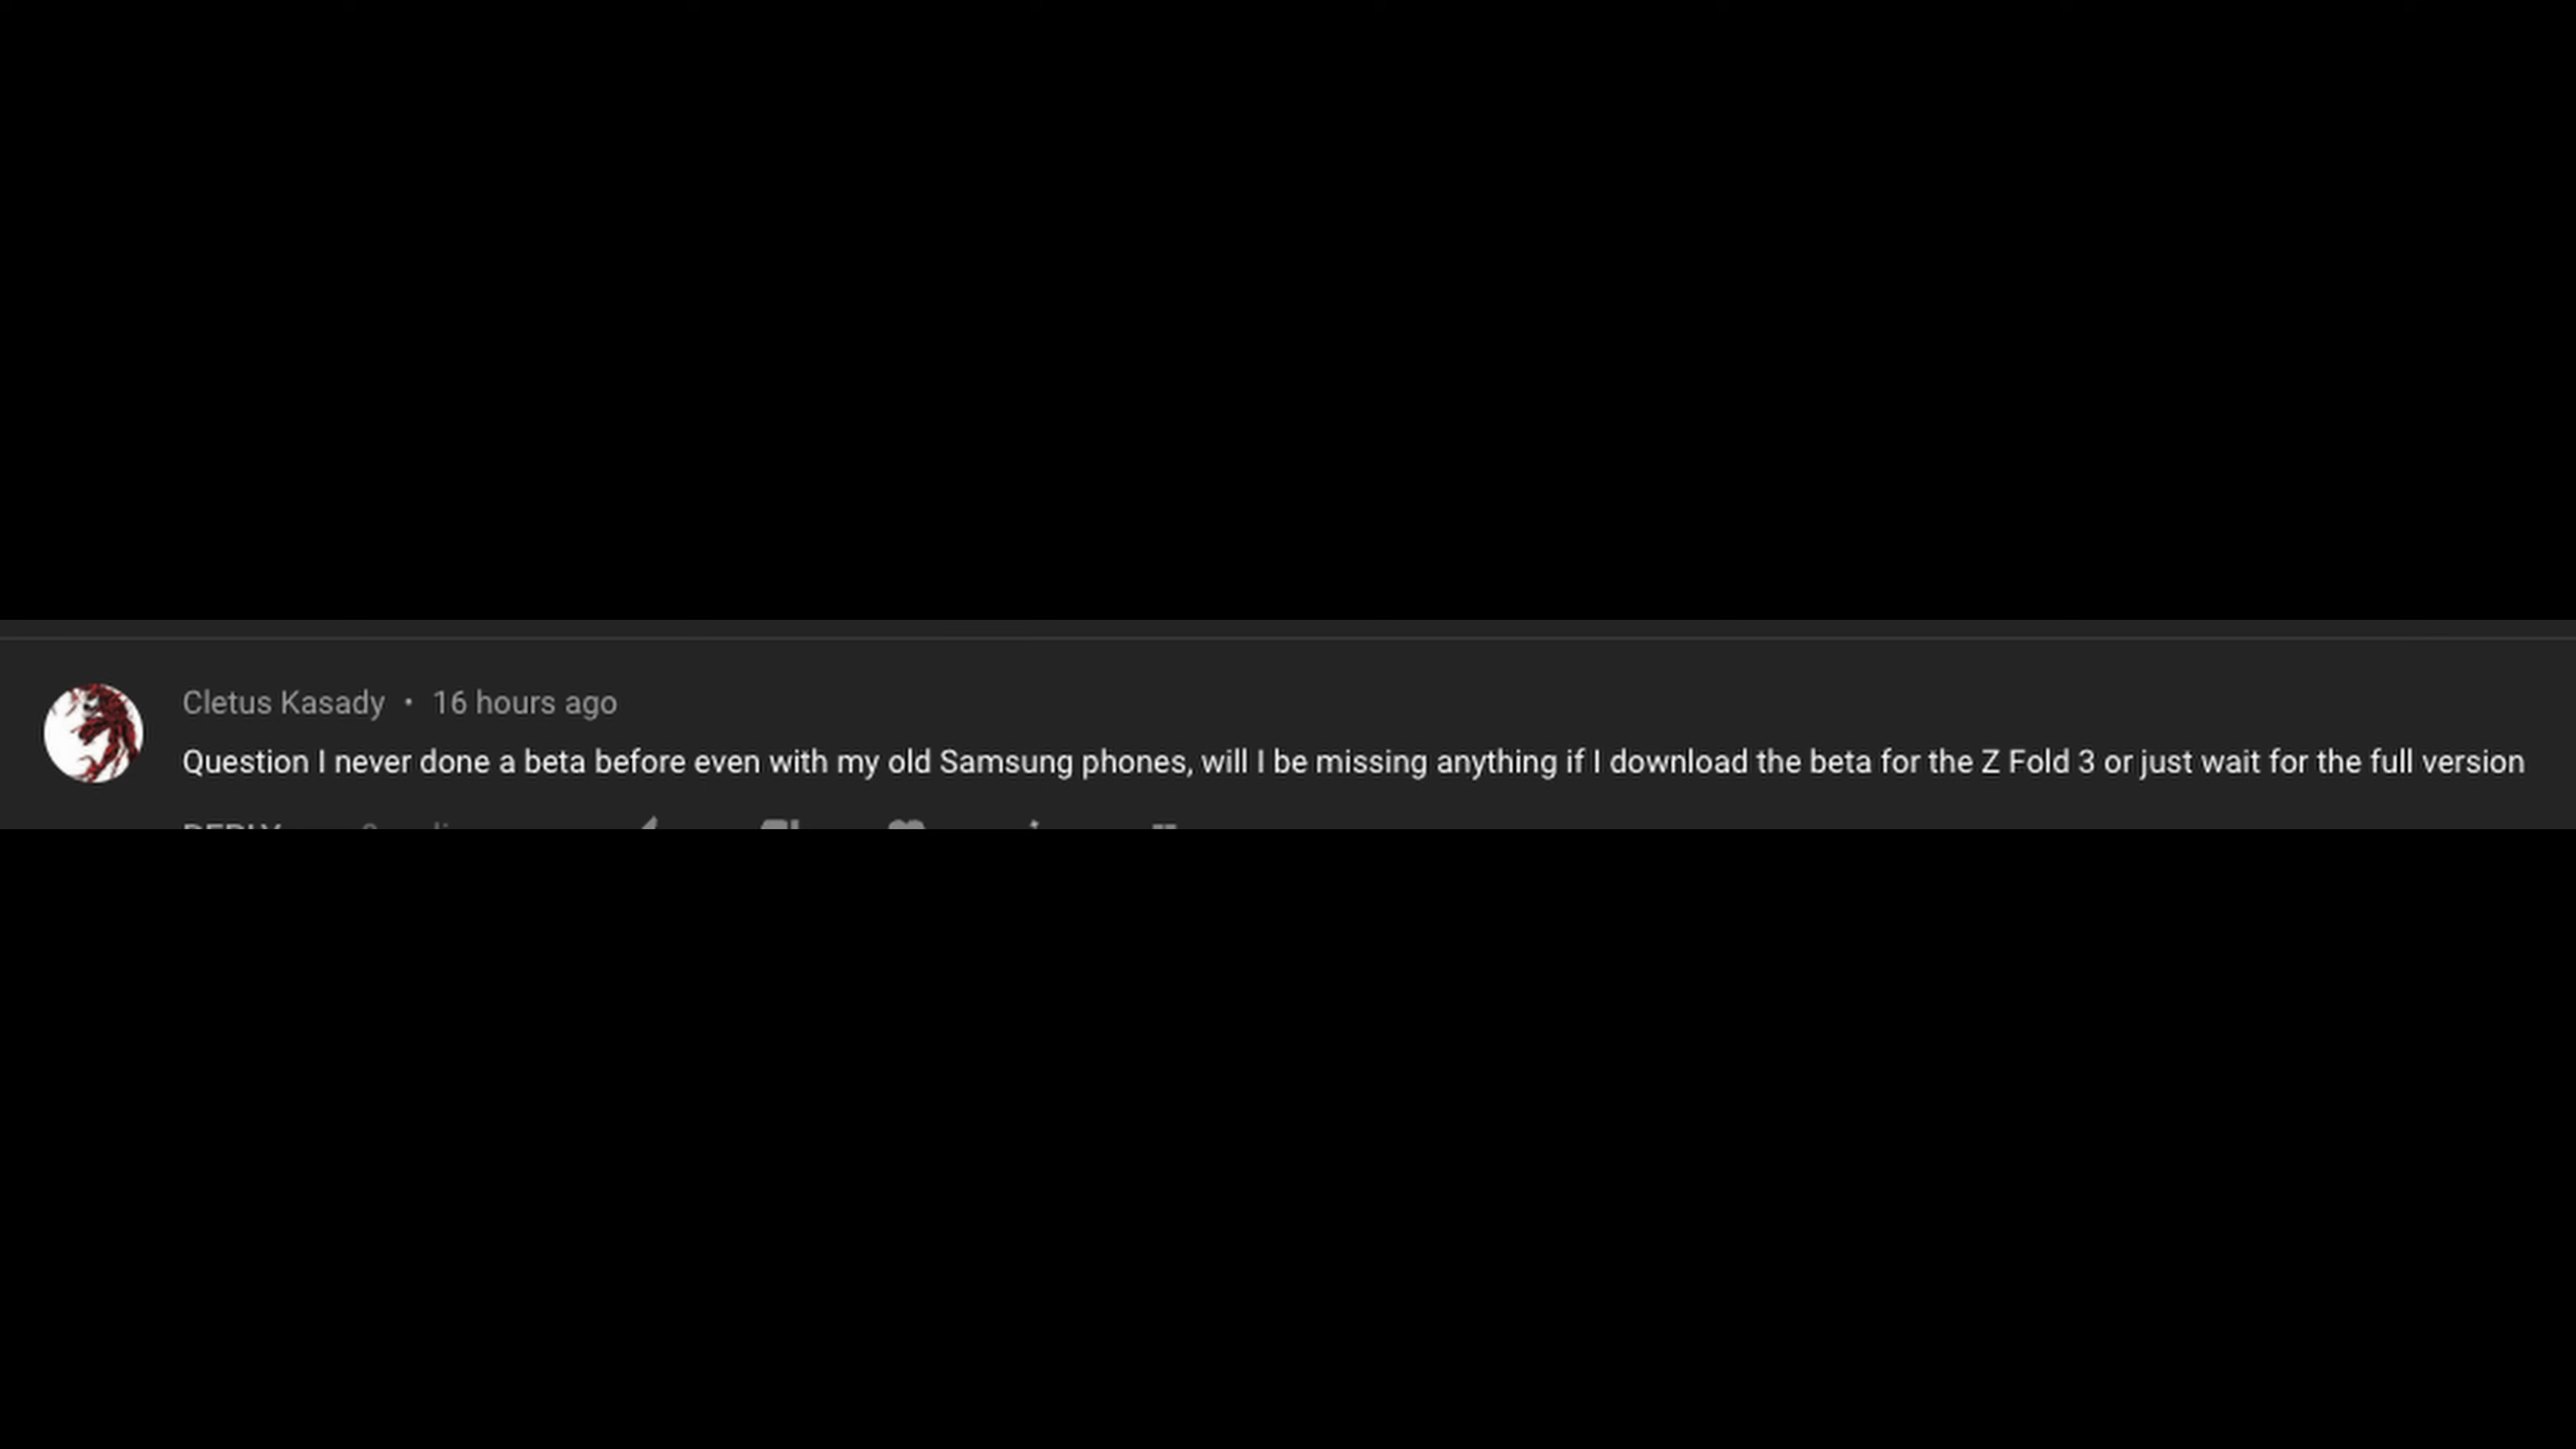 Cletus Kasady • 16 hours ago
Question I never done a beta before even with my old Samsung phones, will I be missing anything if I download the beta for the Z Fold 3 or just wait for the full version